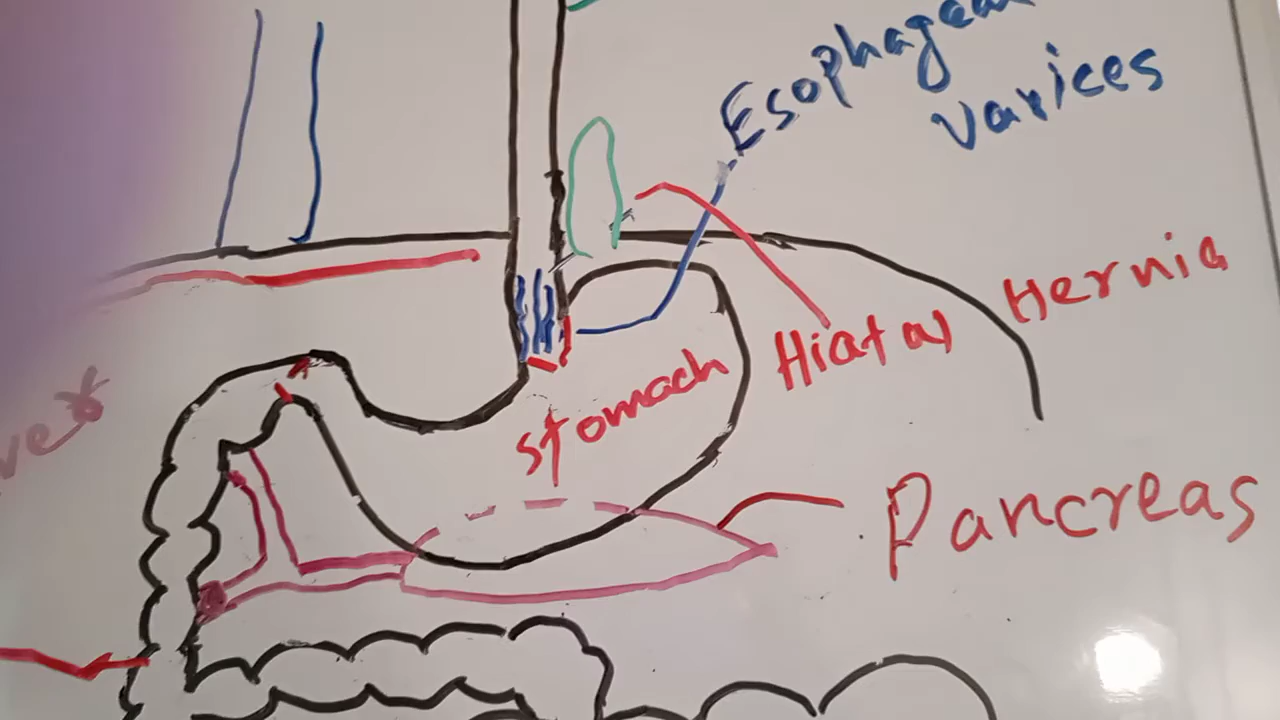 Esophageal
varices
Hiatal Hernia
stomach
Pancreas